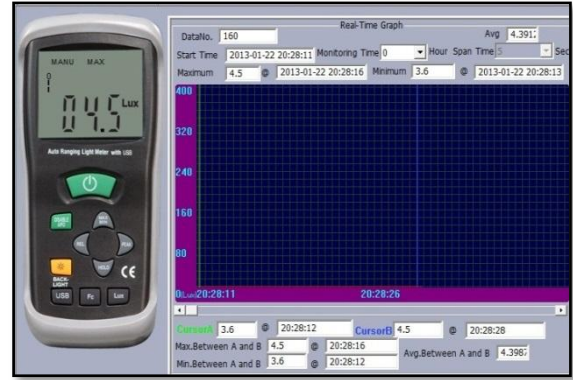 MANU MAX
0
04.5 Lux
Auto Ranging Light Meter with USB
REL
PEAK
HOLD
BACK-
LIGHT
USB Fc Lux
Real-Time Graph
DataNo. 160 Avg 4.391
Start Time 2013-01-22 20:28:11 Monitoring Time 0 Hour Span Time 5 Sec
Maximum 4.5 @ 2013-01-22 20:28:16 Minimum 3.6 @ 2013-01-22 20:28:13
400
320
240
160
80
0(Lux)20:28:11 20:28:26
CursorA 3.6 @ 20:28:12 CursorB 4.5 @ 20:28:28
Max.Between A and B 4.5 @ 20:28:16
Avg.Between A and B 4.398
Min.Between A and B 3.6 @ 20:28:12